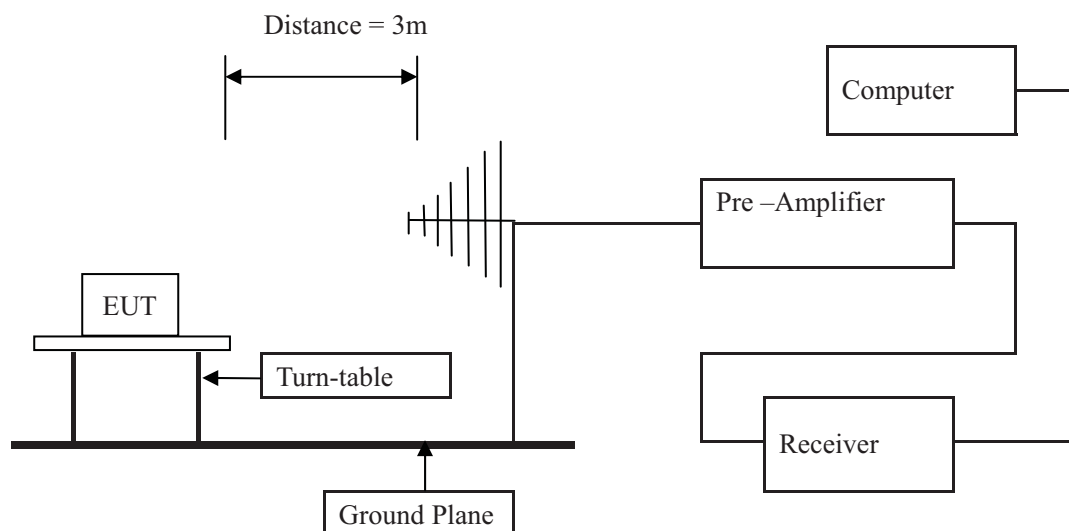 Distance = 3m
Computer
Pre –Amplifier
EUT
Turn-table
Receiver
Ground Plane